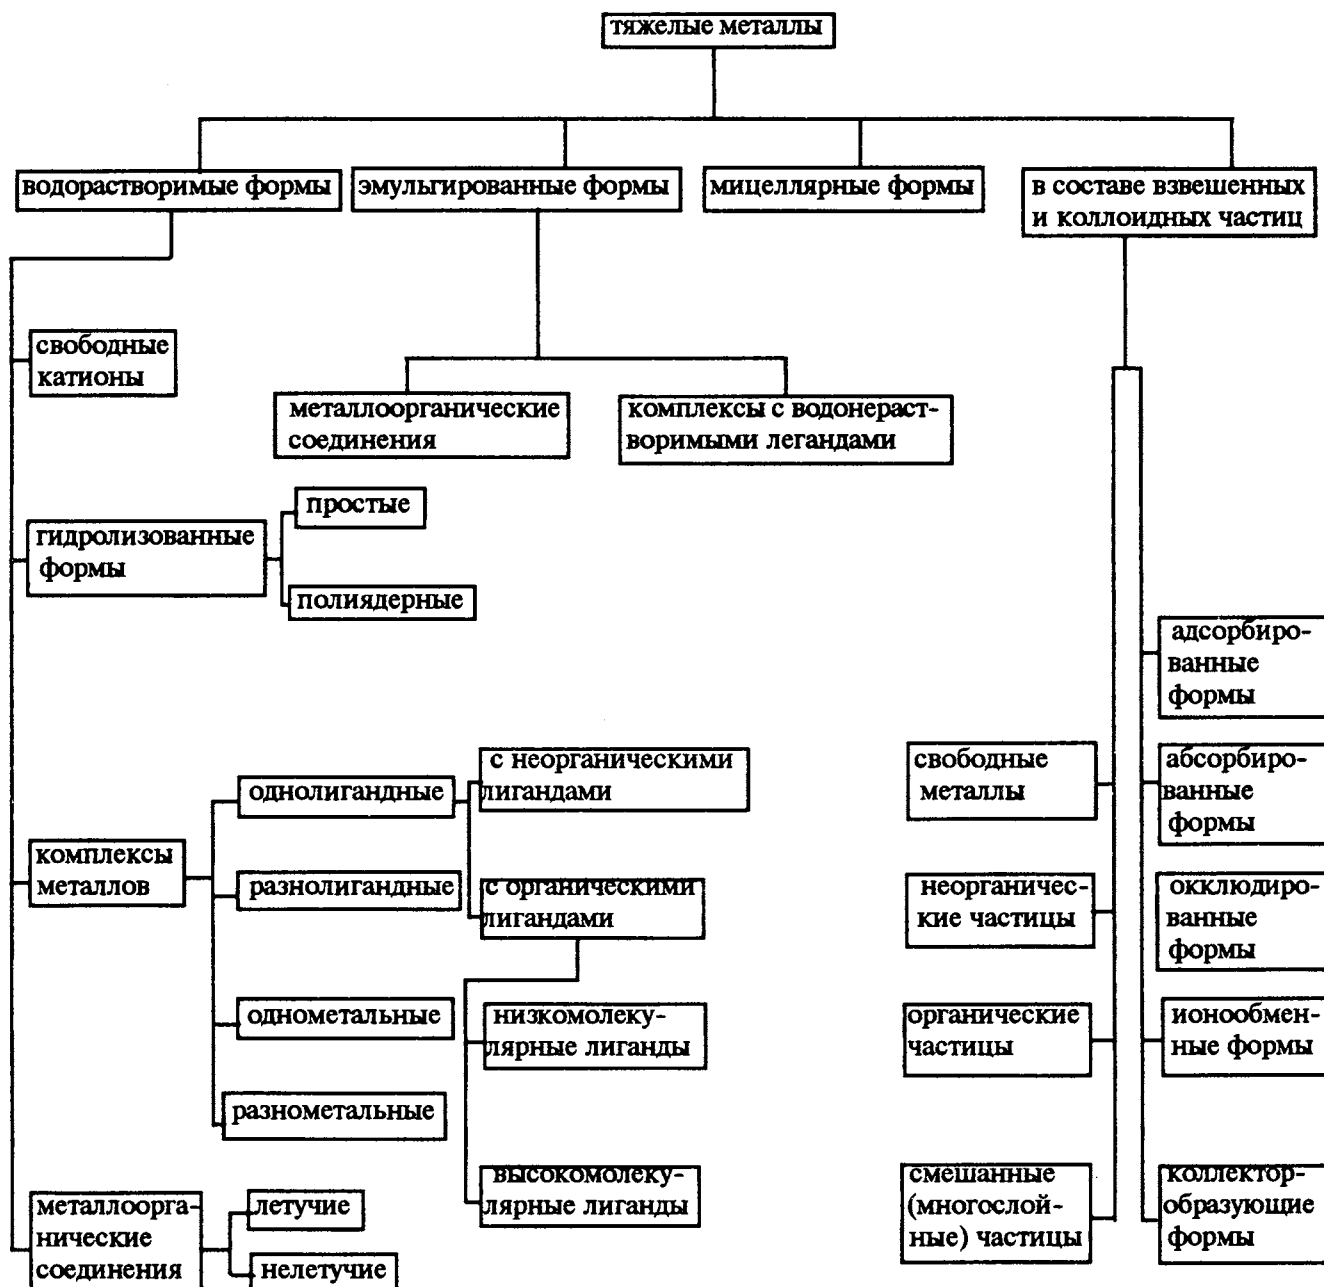 тяжелые металлы
водорастворимые формы
эмульгированные формы
мицеллярные формы
в составе взвешенных
и коллоидных частиц
свободные
катионы
металлоорганические
соединения
комплексы с водонераст-
воримыми легандами
гидролизованные
формы
простые
полиядерные
комплексы
металлов
однолигандные
разнолигандные
однометальные
разнометальные
с неорганическими
лигандами
с органическими
лигандами
низкомолеку-
лярные лиганды
высокомолеку-
лярные лиганды
металлоорга-
нические
соединения
летучие
нелетучие
свободные
металлы
неорганичес-
кие частицы
органические
частицы
смешанные
(многослой-
ные) частицы
адсорбиро-
ванные
формы
абсорбиро-
ванные
формы
окклюдиро-
ванные
формы
ионообмен-
ные формы
коллектор-
образующие
формы